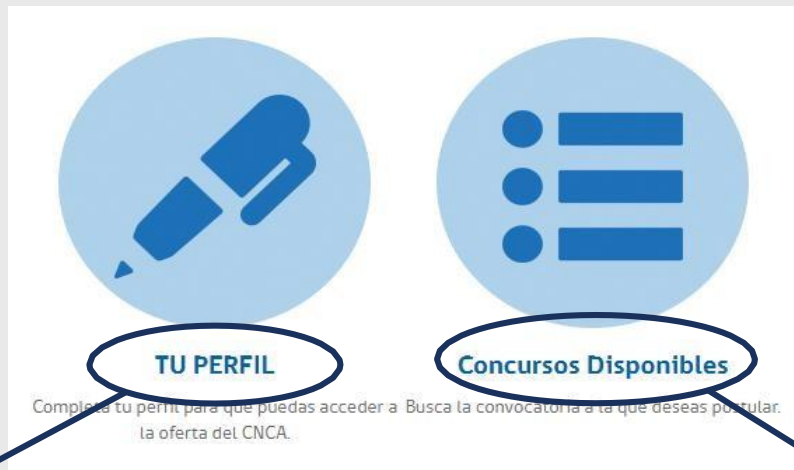 TU PERFIL
Completa tu perfil para que puedas acceder a
la oferta del CNCA.
Concursos Disponibles
Busca la convocatoria a la que deseas postular.